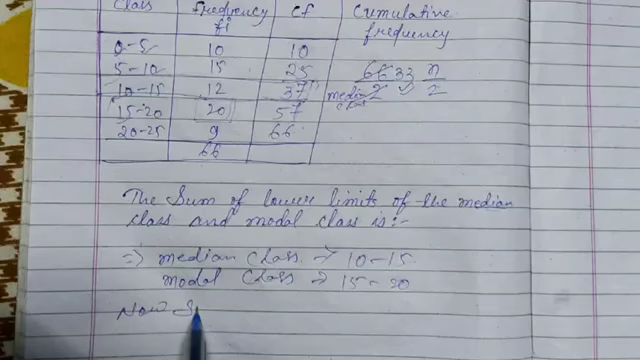 Class Frequency fi Cf Cumulative frequency
0-5 10 10
5-10 15 25 66 33 n
10-15 12 37 median class 2 2
15-20 20 57
20-25 9 66
66
The Sum of lower limits of the median
class and modal class is:-
⇒ median class → 10-15
modal class → 15-20
Now S